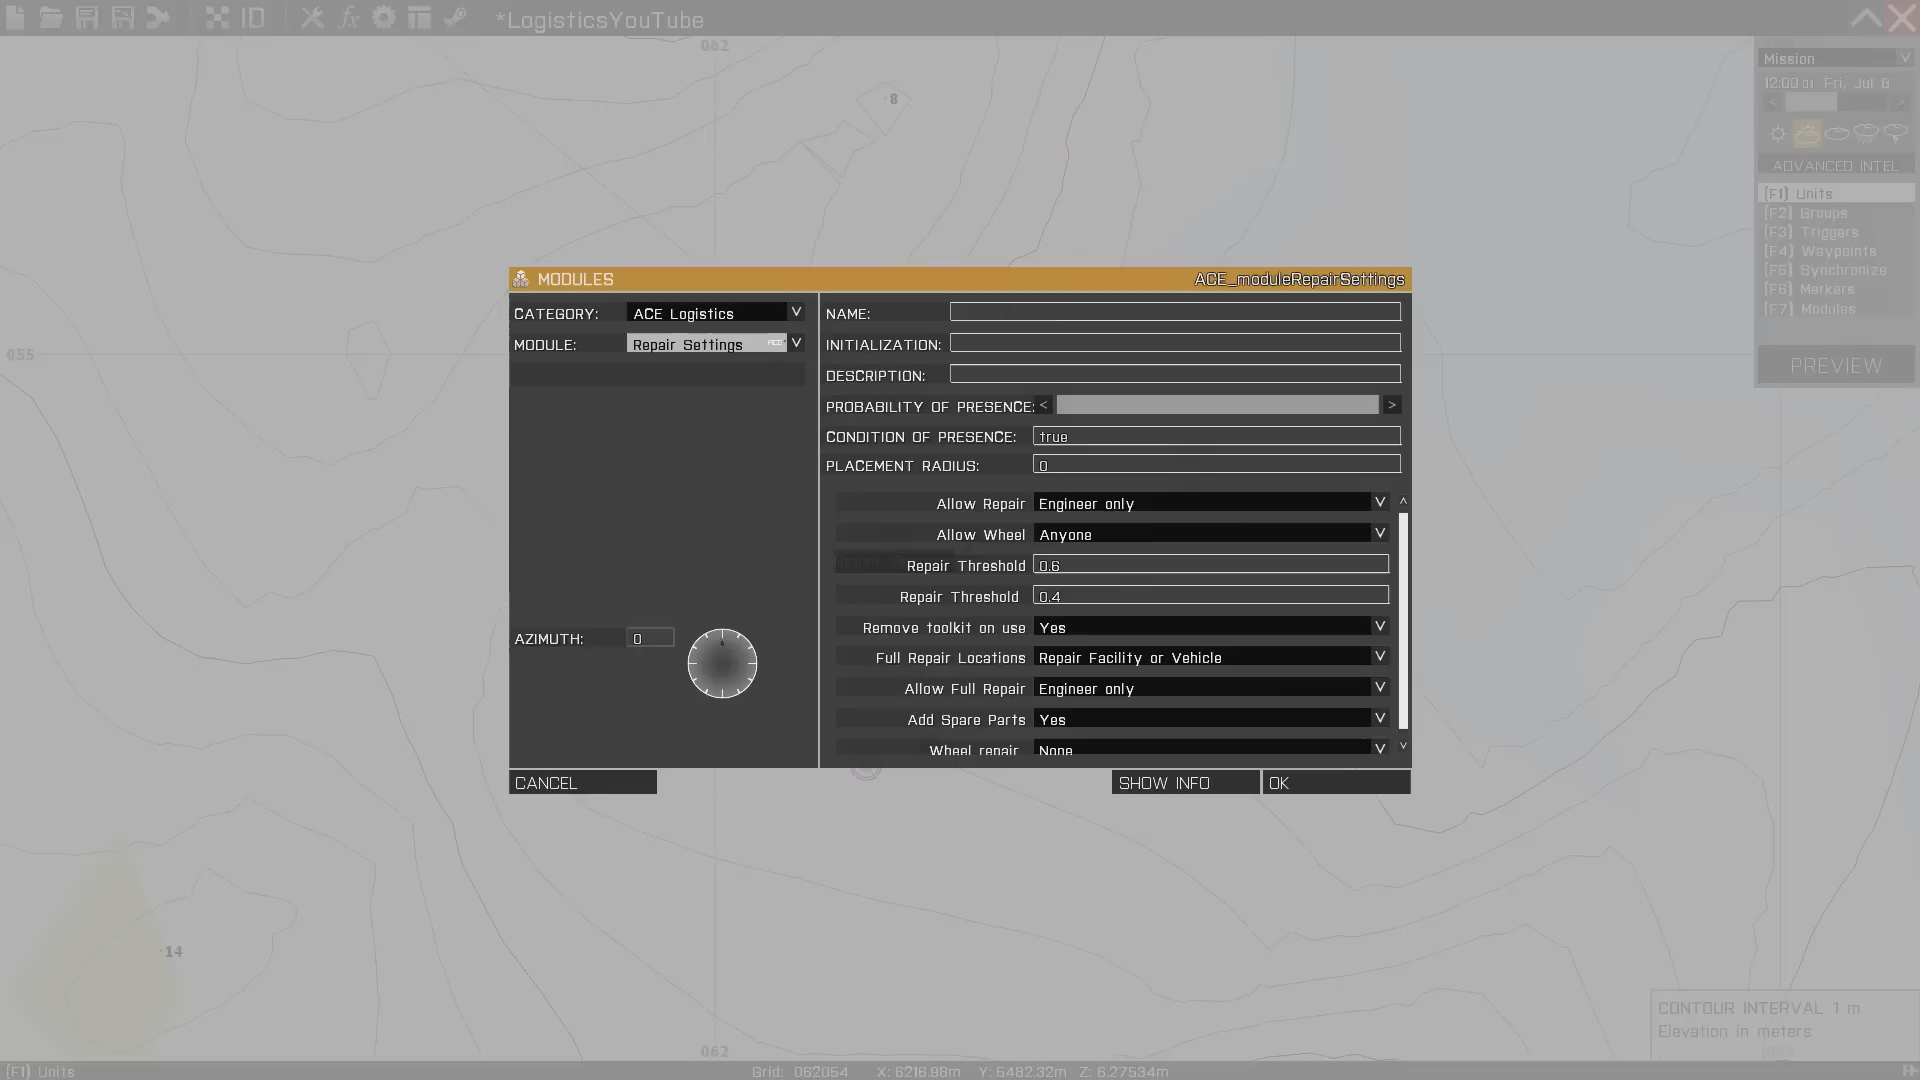 ID
fx
*LogisticsYouTube
062
Mission
12:00:01 Fri, Jul 6
ADVANCED INTEL
[F1] Units
[F2] Groups
[F3] Triggers
[F4] Waypoints
[F5] Synchronize
[F6] Markers
[F7] Modules
PREVIEW
8
055
MODULES
ACE_moduleRepairSettings
CATEGORY: ACE Logistics
MODULE: Repair Settings ACE
AZIMUTH: 0
NAME:
INITIALIZATION:
DESCRIPTION:
PROBABILITY OF PRESENCE: < >
CONDITION OF PRESENCE: true
PLACEMENT RADIUS: 0
Allow Repair Engineer only
Allow Wheel Anyone
Repair Threshold 0.6
Repair Threshold 0.4
Remove toolkit on use Yes
Full Repair Locations Repair Facility or Vehicle
Allow Full Repair Engineer only
Add Spare Parts Yes
Wheel repair None
CANCEL
SHOW INFO
OK
14
CONTOUR INTERVAL 1 m
Elevation in meters
062
[F1] Units
Grid: 062054 X: 6216.98m Y: 5482.32m Z: 6.27534m